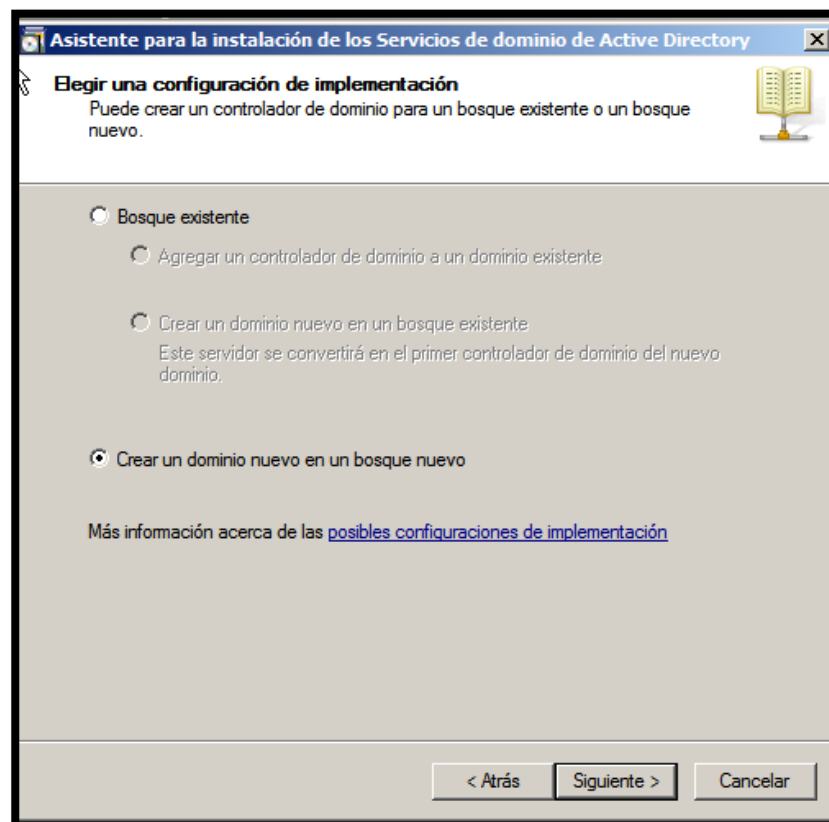 Asistente para la instalación de los Servicios de dominio de Active Directory
Elegir una configuración de implementación
Puede crear un controlador de dominio para un bosque existente o un bosque
nuevo.
Bosque existente
Agregar un controlador de dominio a un dominio existente
Crear un dominio nuevo en un bosque existente
Este servidor se convertirá en el primer controlador de dominio del nuevo
dominio.
Crear un dominio nuevo en un bosque nuevo
Más información acerca de las posibles configuraciones de implementación
< Atrás Siguiente > Cancelar